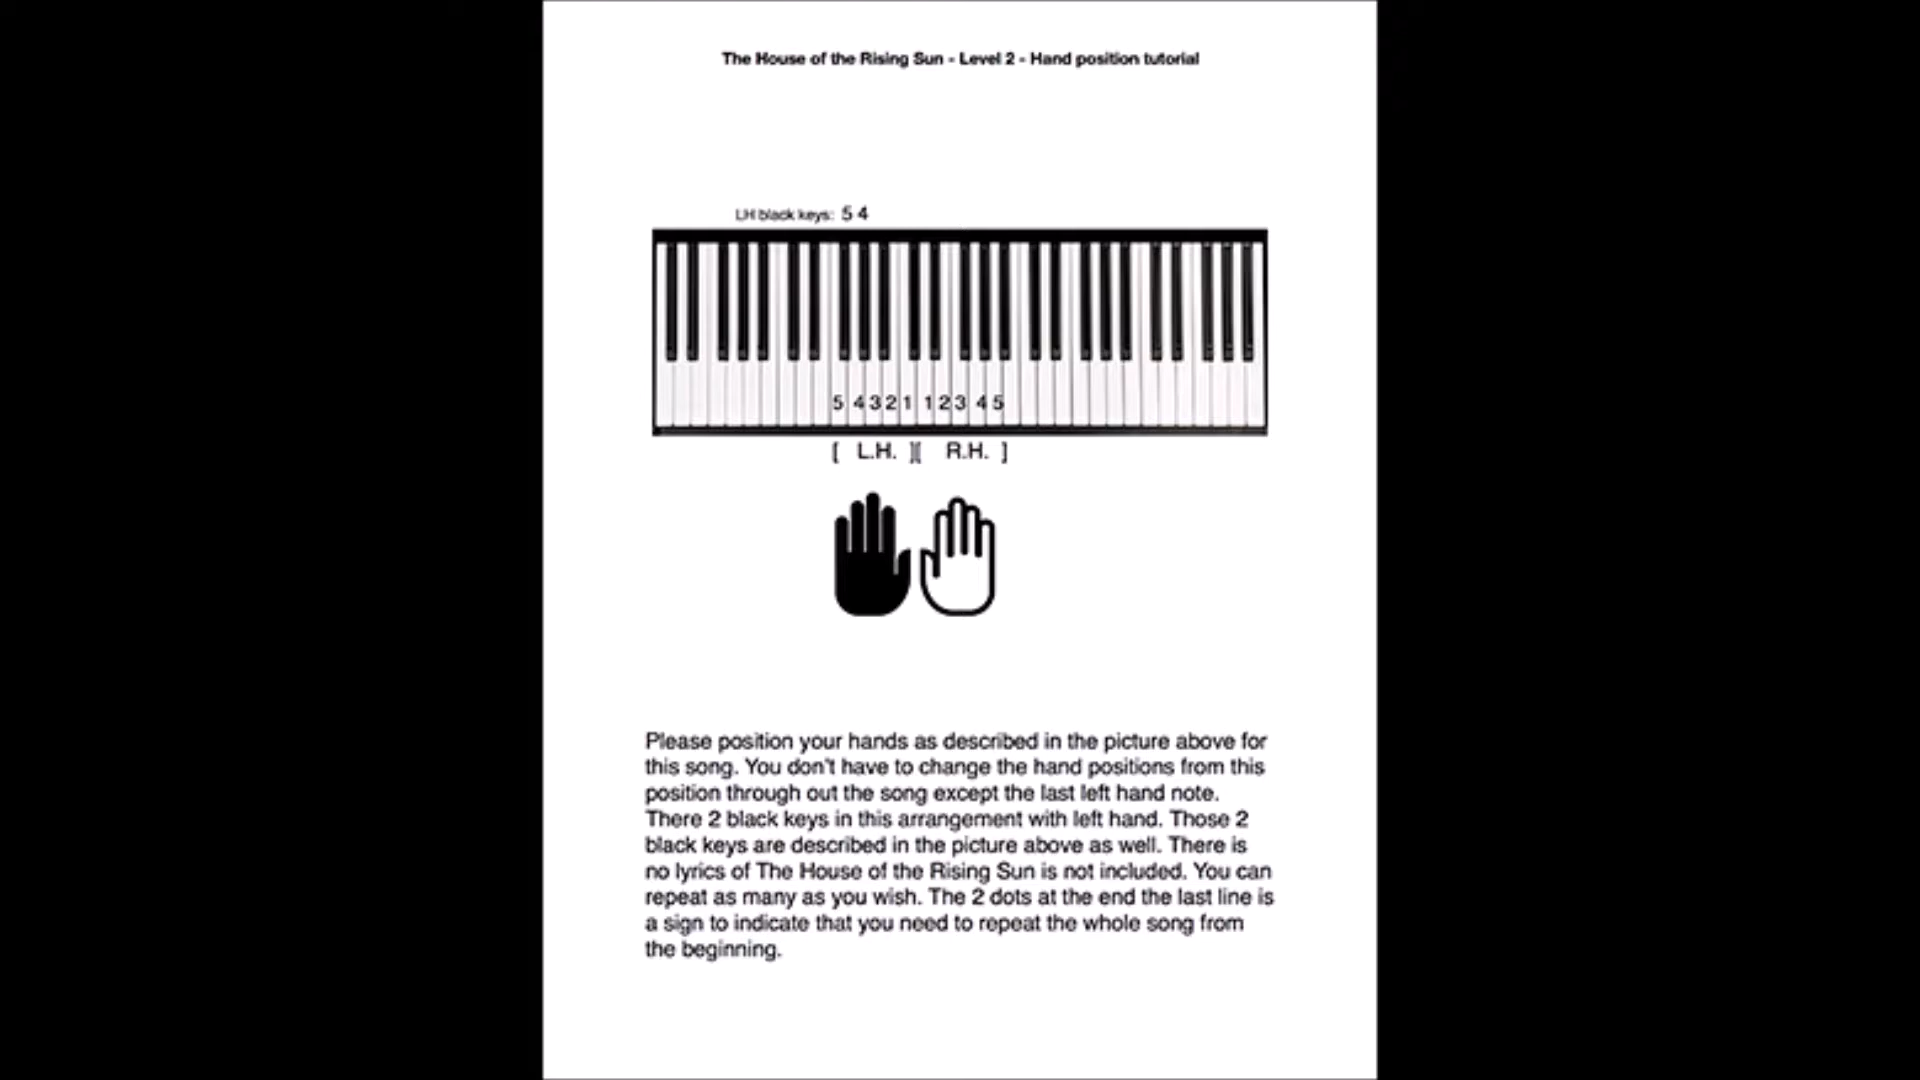 The House of the Rising Sun - Level 2 - Hand position tutorial
LH black keys: 5 4
5 4 3 2 1 1 2 3 4 5
[ L.H. ][ R.H. ]
Please position your hands as described in the picture above for
this song. You don't have to change the hand positions from this
position through out the song except the last left hand note.
There 2 black keys in this arrangement with left hand. Those 2
black keys are described in the picture above as well. There is
no lyrics of The House of the Rising Sun is not included. You can
repeat as many as you wish. The 2 dots at the end the last line is
a sign to indicate that you need to repeat the whole song from
the beginning.